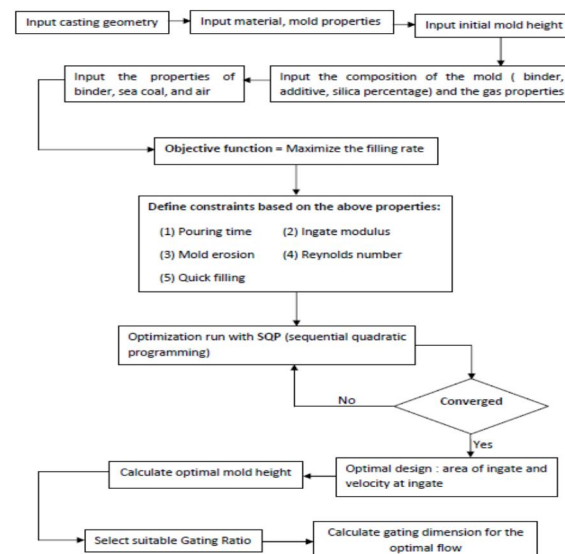 Input casting geometry
Input material, mold properties
Input initial mold height
Input the composition of the mold ( binder,
additive, silica percentage) and the gas properties
Input the properties of
binder, sea coal, and air
Objective function = Maximize the filling rate
Define constraints based on the above properties:
(1) Pouring time (2) Ingate modulus
(3) Mold erosion (4) Reynolds number
(5) Quick filling
Optimization run with SQP (sequential quadratic
programming)
Converged
No
Yes
Optimal design : area of ingate and
velocity at ingate
Calculate optimal mold height
Select suitable Gating Ratio
Calculate gating dimension for the
optimal flow